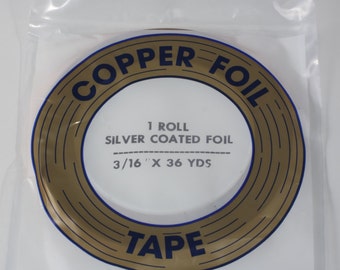 COPPER FOIL
1 ROLL
SILVER COATED FOIL
3/16 " X 36 YDS
TAPE